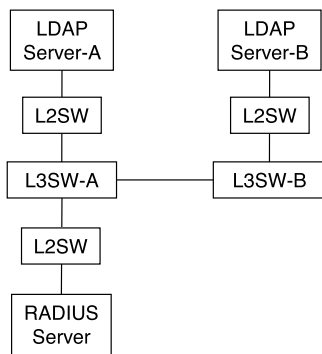 LDAP
Server-A
LDAP
Server-B
L2SW
L2SW
L3SW-A
L3SW-B
L2SW
RADIUS
Server